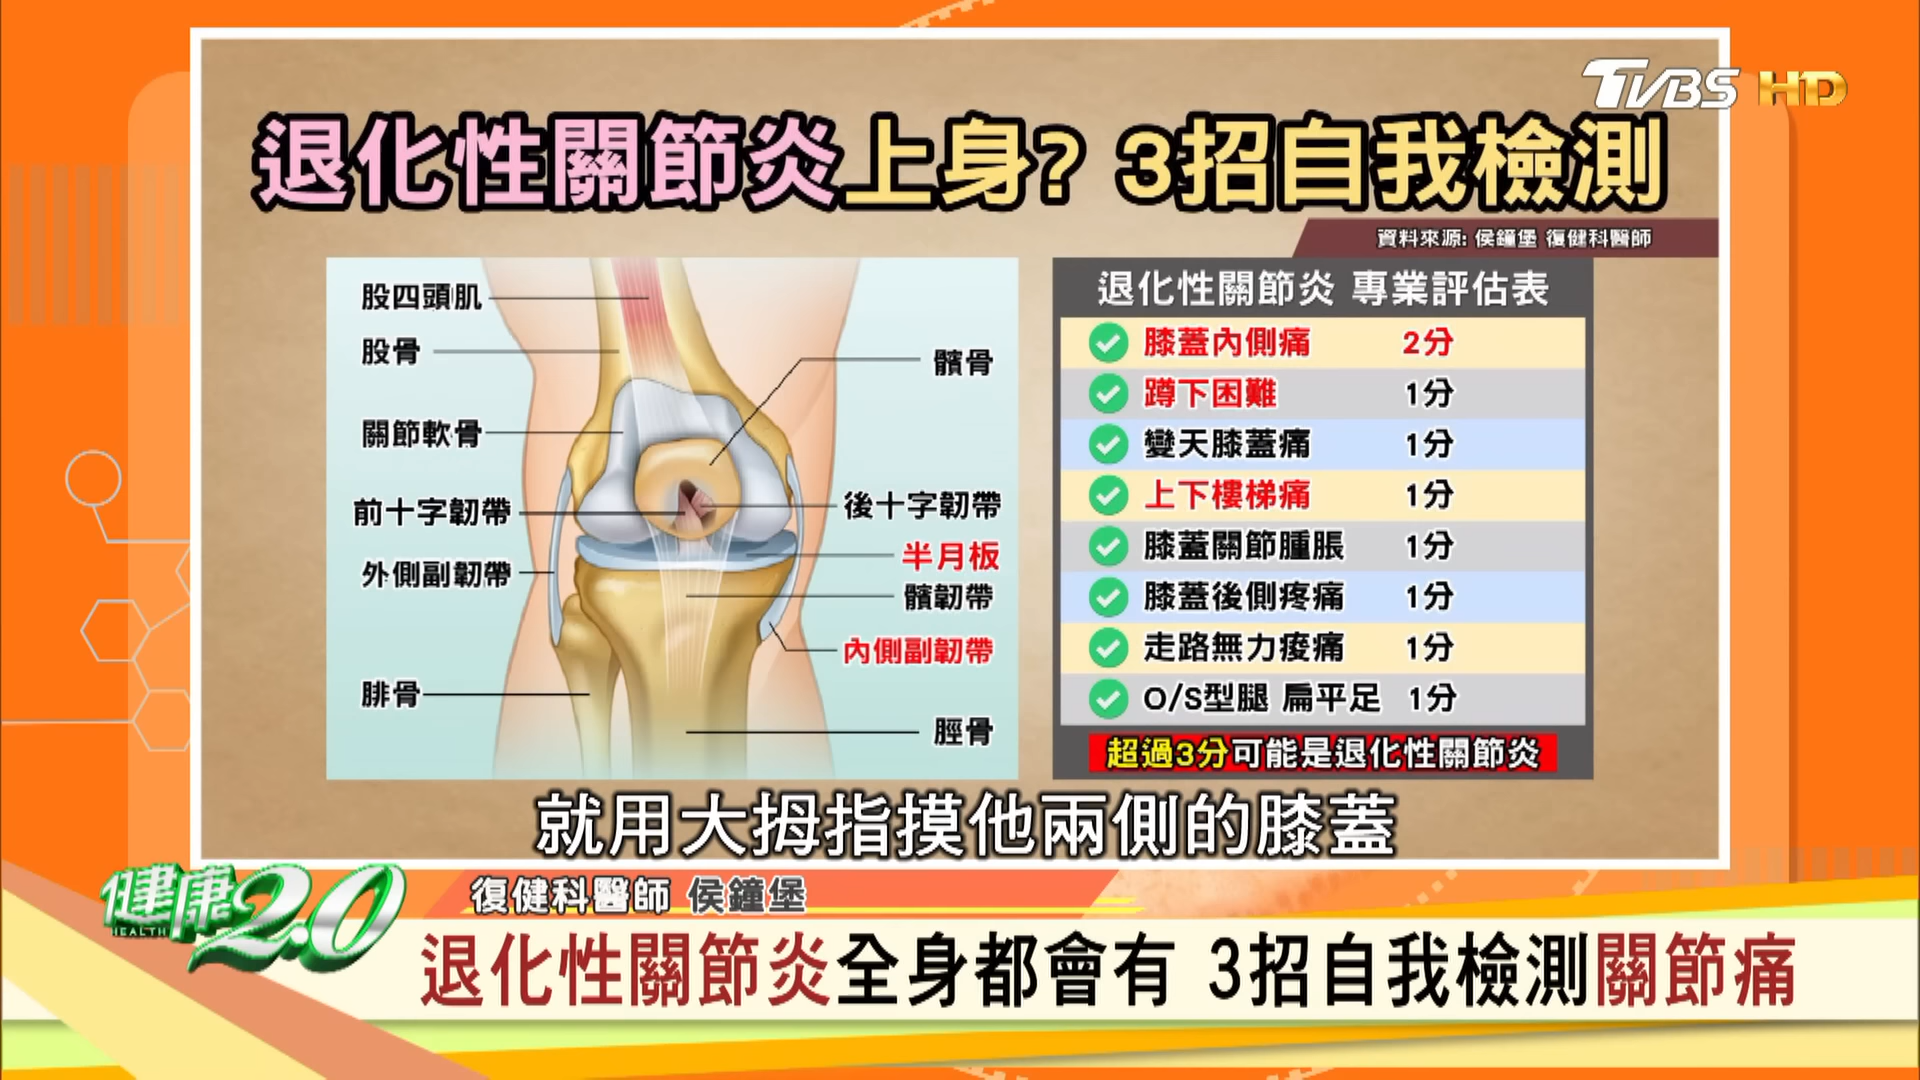 TVBS HD
退化性關節炎上身? 3招自我檢測
資料來源: 侯鐘堡 復健科醫師
股四頭肌
股骨
關節軟骨
前十字韌帶
外側副韌帶
腓骨
髕骨
後十字韌帶
半月板
髕韌帶
內側副韌帶
脛骨
退化性關節炎 專業評估表
膝蓋內側痛 2分
蹲下困難 1分
變天膝蓋痛 1分
上下樓梯痛 1分
膝蓋關節腫脹 1分
膝蓋後側疼痛 1分
走路無力痠痛 1分
O/S型腿 扁平足 1分
超過3分可能是退化性關節炎
就用大拇指摸他兩側的膝蓋
健康2.0
HEALTH
復健科醫師 侯鐘堡
退化性關節炎全身都會有 3招自我檢測關節痛